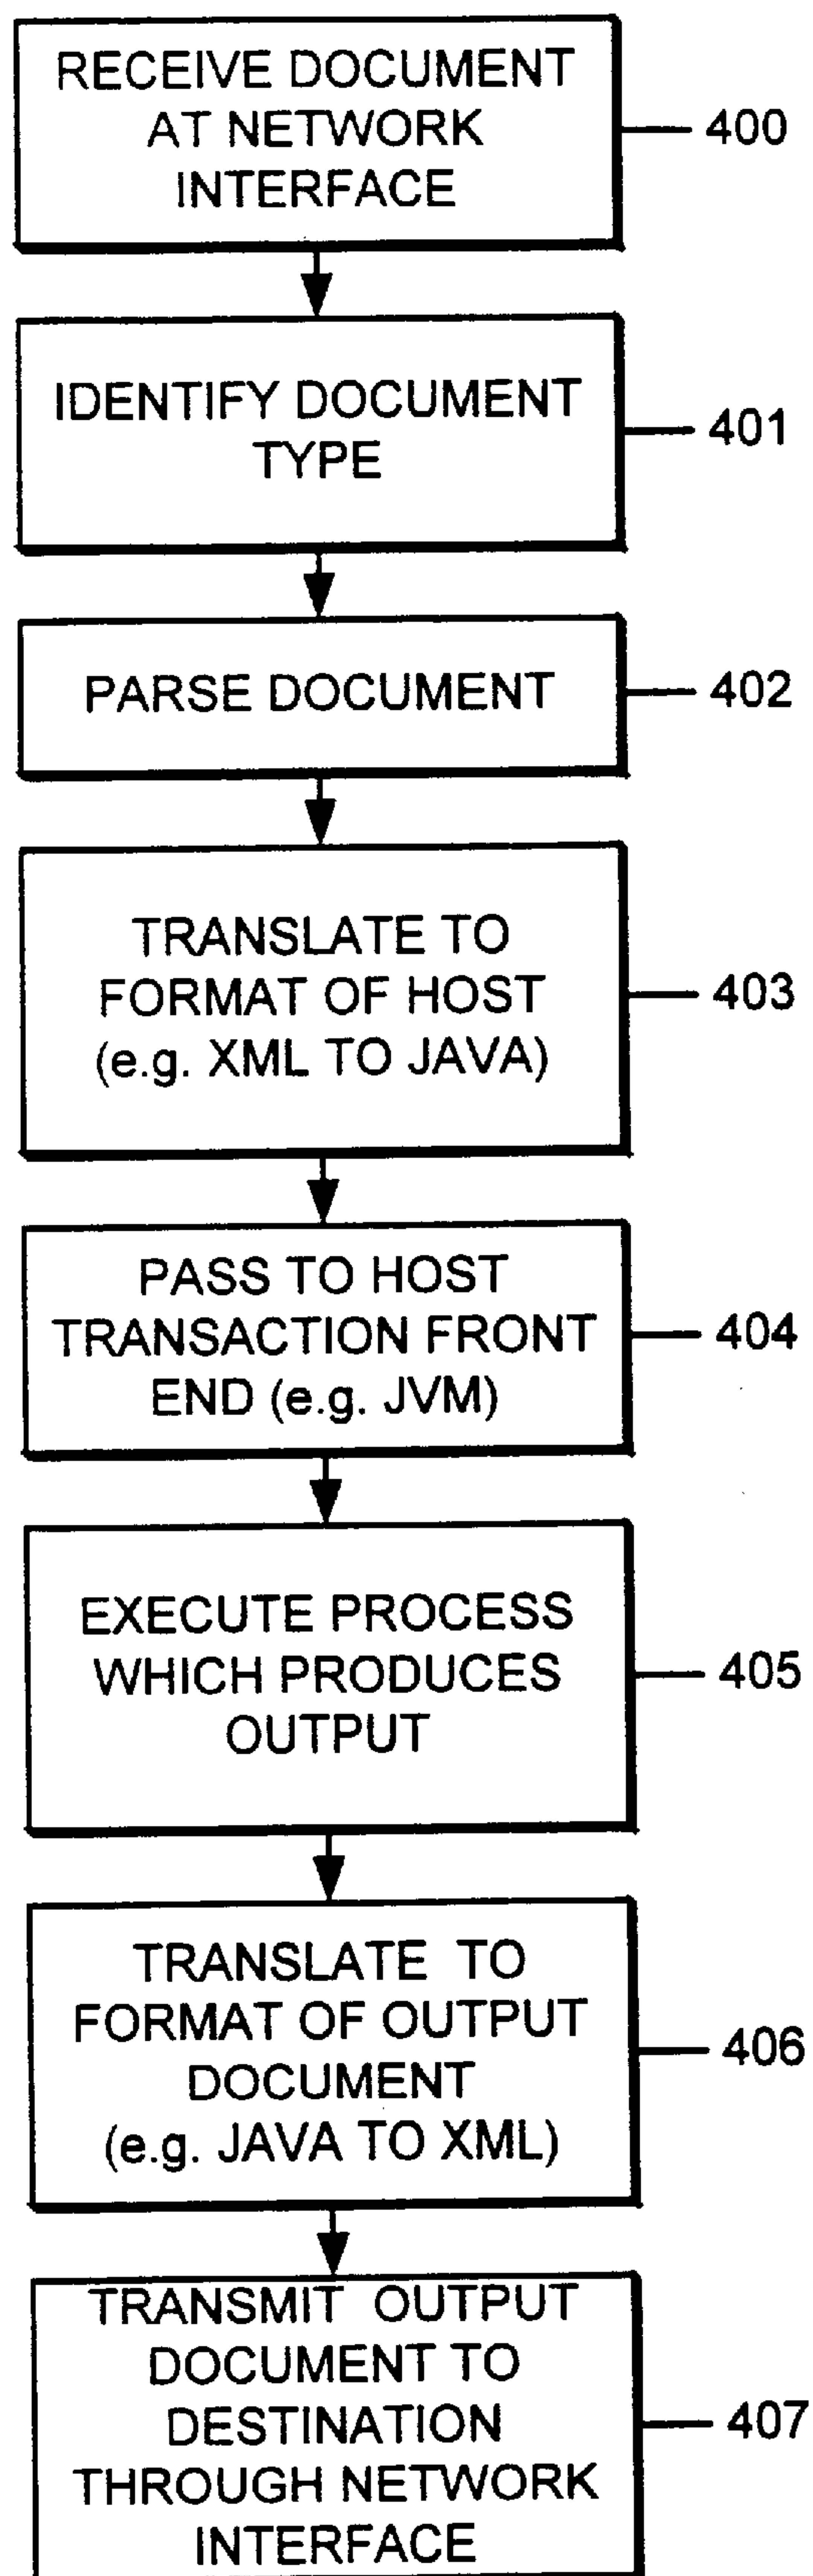 RECEIVE DOCUMENT
AT NETWORK
INTERFACE
400
IDENTIFY DOCUMENT
TYPE
401
PARSE DOCUMENT
402
TRANSLATE TO
FORMAT OF HOST
(e.g. XML TO JAVA)
403
PASS TO HOST
TRANSACTION FRONT
END (e.g. JVM)
404
EXECUTE PROCESS
WHICH PRODUCES
OUTPUT
405
TRANSLATE TO
FORMAT OF OUTPUT
DOCUMENT
(e.g. JAVA TO XML)
406
TRANSMIT OUTPUT
DOCUMENT TO
DESTINATION
THROUGH NETWORK
INTERFACE
407